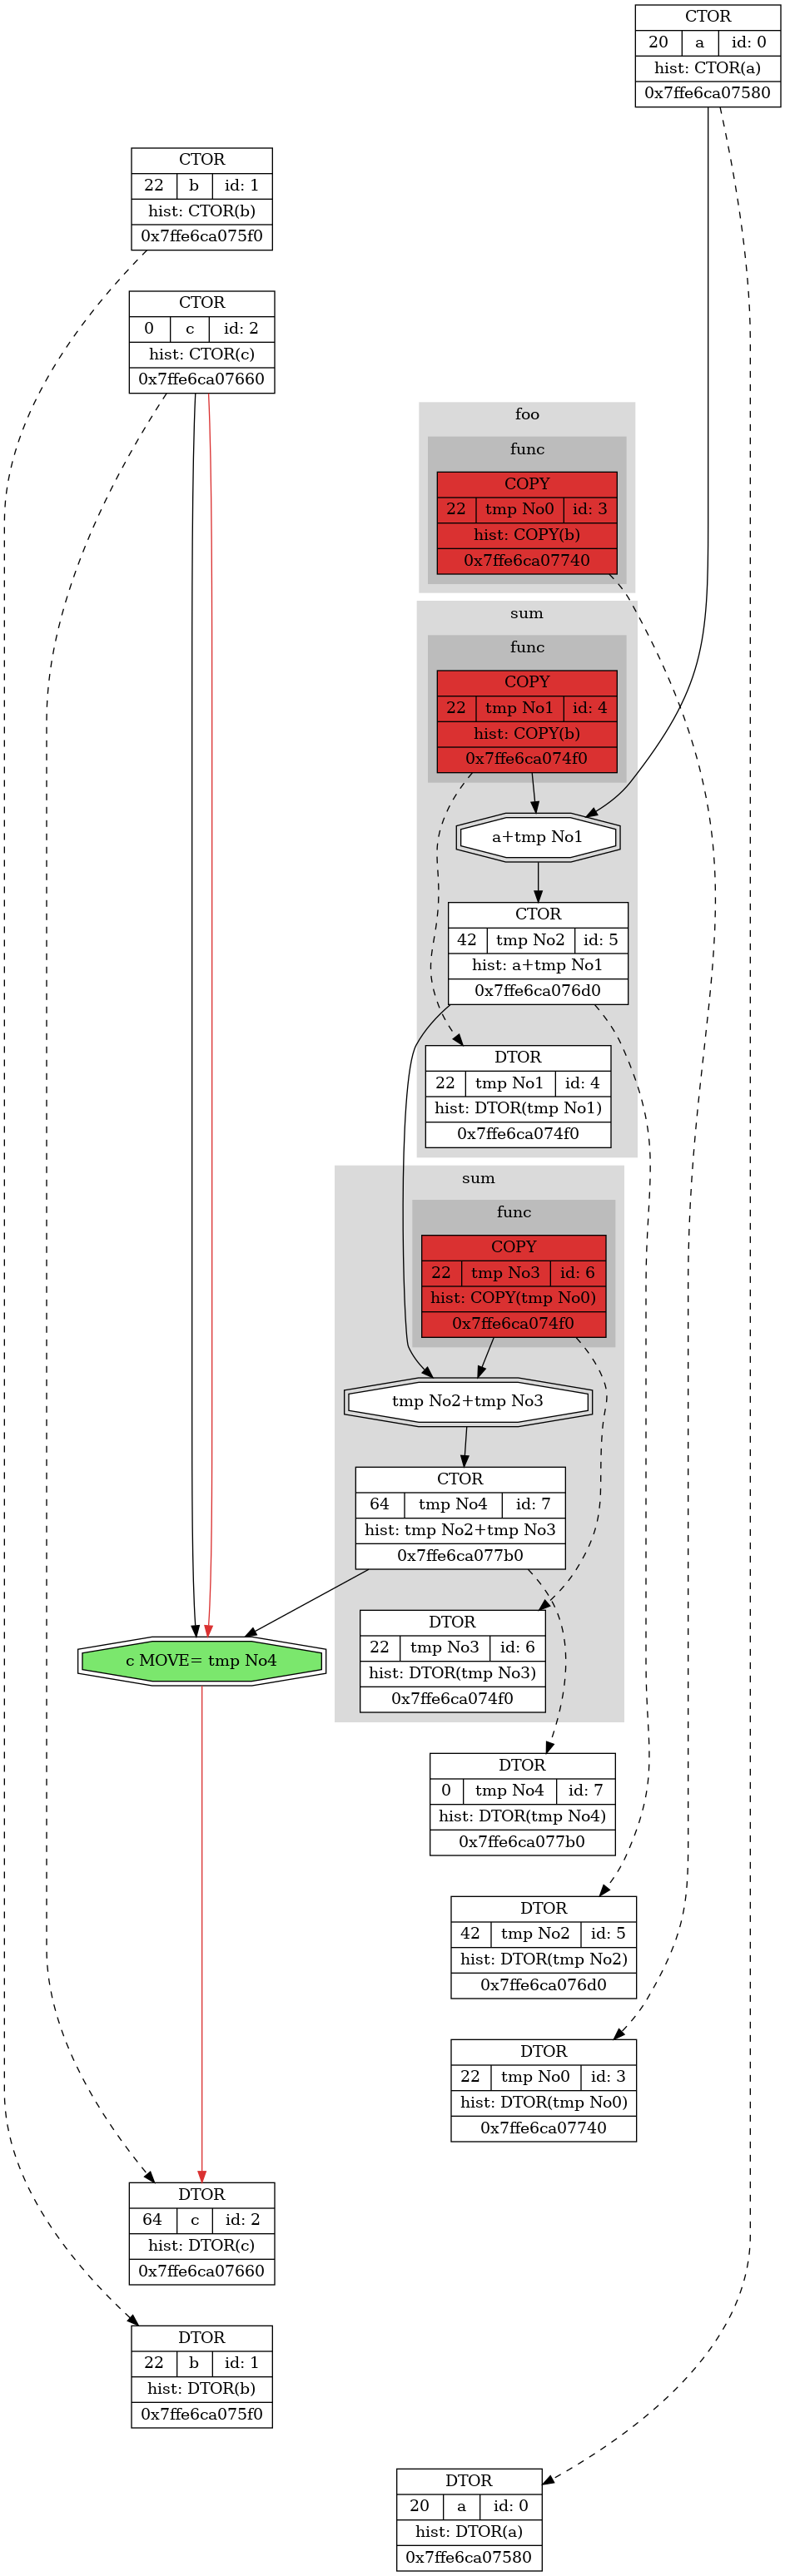 CTOR
20 a id: 0
hist: CTOR(a)
0x7ffe6ca07580
CTOR
22 b id: 1
hist: CTOR(b)
0x7ffe6ca075f0
CTOR
0 c id: 2
hist: CTOR(c)
0x7ffe6ca07660
foo
func
COPY
22 tmp No0 id: 3
hist: COPY(b)
0x7ffe6ca07740
sum
func
COPY
22 tmp No1 id: 4
hist: COPY(b)
0x7ffe6ca074f0
a+tmp No1
CTOR
42 tmp No2 id: 5
hist: a+tmp No1
0x7ffe6ca076d0
DTOR
22 tmp No1 id: 4
hist: DTOR(tmp No1)
0x7ffe6ca074f0
sum
func
COPY
22 tmp No3 id: 6
hist: COPY(tmp No0)
0x7ffe6ca074f0
tmp No2+tmp No3
CTOR
64 tmp No4 id: 7
hist: tmp No2+tmp No3
0x7ffe6ca077b0
c MOVE= tmp No4
DTOR
22 tmp No3 id: 6
hist: DTOR(tmp No3)
0x7ffe6ca074f0
DTOR
0 tmp No4 id: 7
hist: DTOR(tmp No4)
0x7ffe6ca077b0
DTOR
42 tmp No2 id: 5
hist: DTOR(tmp No2)
0x7ffe6ca076d0
DTOR
22 tmp No0 id: 3
hist: DTOR(tmp No0)
0x7ffe6ca07740
DTOR
64 c id: 2
hist: DTOR(c)
0x7ffe6ca07660
DTOR
22 b id: 1
hist: DTOR(b)
0x7ffe6ca075f0
DTOR
20 a id: 0
hist: DTOR(a)
0x7ffe6ca07580